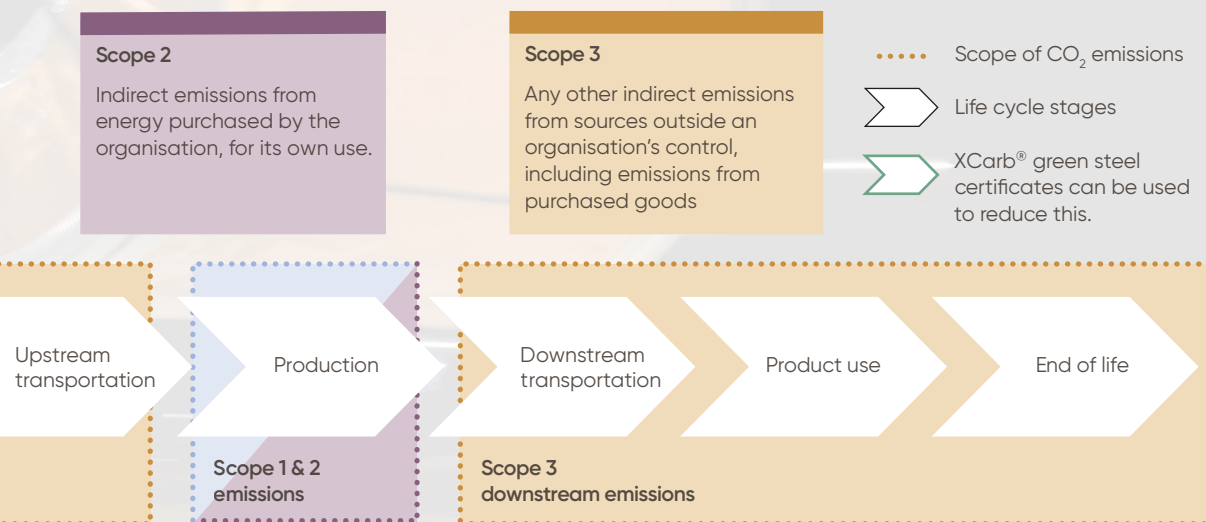 Scope 2
Indirect emissions from
energy purchased by the
organisation, for its own use.
Scope 3
Any other indirect emissions
from sources outside an
organisation’s control,
including emissions from
purchased goods
Scope of CO₂ emissions
Life cycle stages
XCarb® green steel
certificates can be used
to reduce this.
Upstream
transportation
Production
Downstream
transportation
Product use
End of life
Scope 1 & 2
emissions
Scope 3
downstream emissions